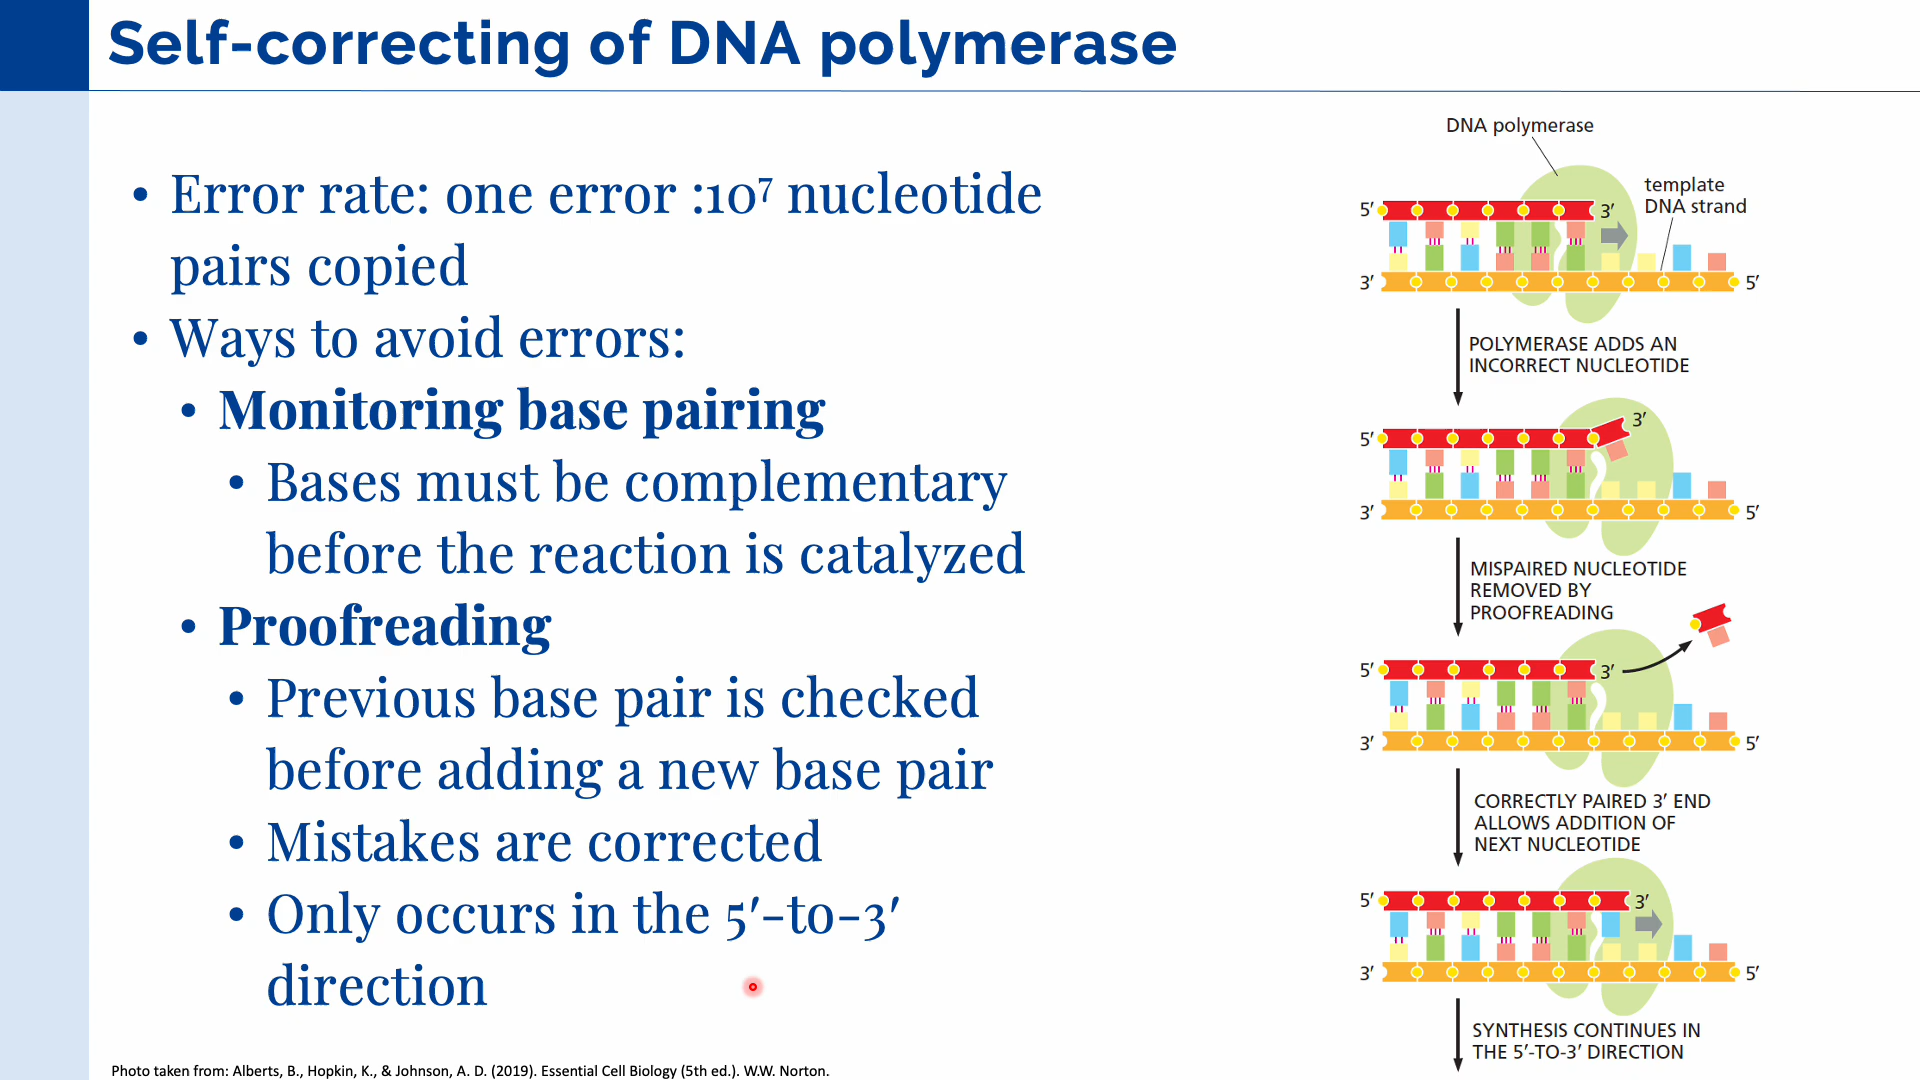 Self-correcting of DNA polymerase
• Error rate: one error :10⁷ nucleotide
pairs copied
• Ways to avoid errors:
• Monitoring base pairing
• Bases must be complementary
before the reaction is catalyzed
• Proofreading
• Previous base pair is checked
before adding a new base pair
• Mistakes are corrected
• Only occurs in the 5′-to-3′
direction
Photo taken from: Alberts, B., Hopkin, K., & Johnson, A. D. (2019). Essential Cell Biology (5th ed.). W.W. Norton.
DNA polymerase
template
DNA strand
5′ 3′
3′ 5′
POLYMERASE ADDS AN
INCORRECT NUCLEOTIDE
5′ 3′
3′ 5′
MISPAIRED NUCLEOTIDE
REMOVED BY
PROOFREADING
5′ 3′
3′ 5′
CORRECTLY PAIRED 3′ END
ALLOWS ADDITION OF
NEXT NUCLEOTIDE
5′ 3′
3′ 5′
SYNTHESIS CONTINUES IN
THE 5′-TO-3′ DIRECTION